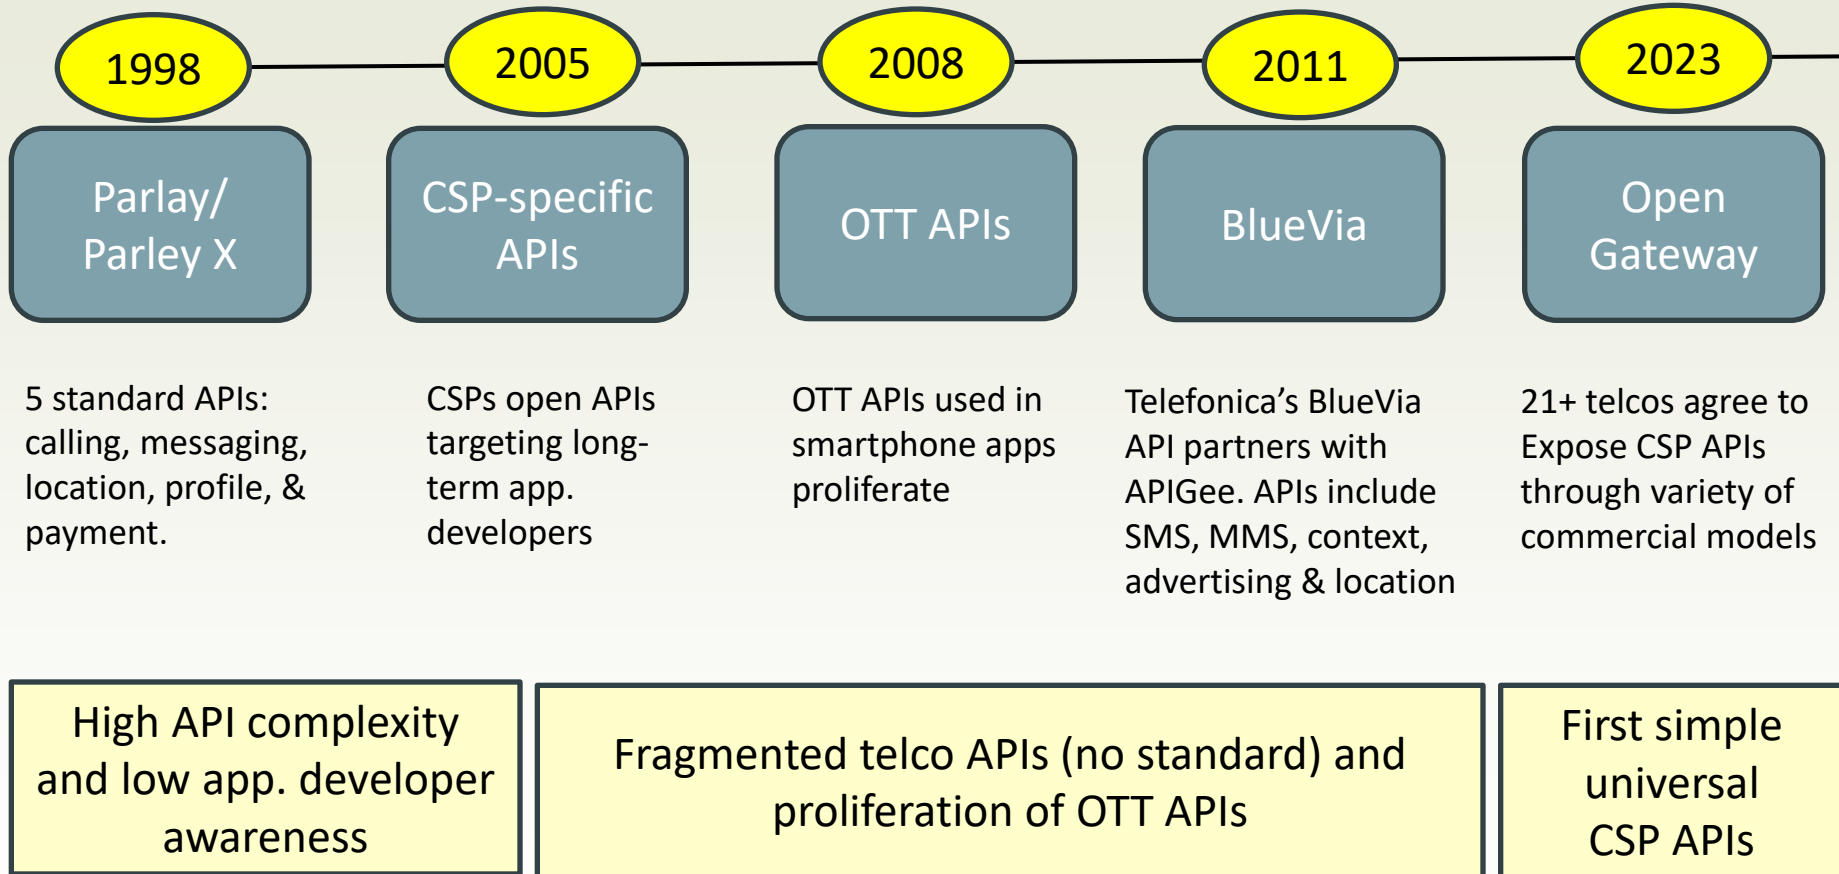 1998
2005
2008
2011
2023
Parlay/
Parley X
CSP-specific
APIs
OTT APIs
BlueVia
Open
Gateway
5 standard APIs:
calling, messaging,
location, profile, &
payment.
CSPs open APIs
targeting long-
term app.
developers
OTT APIs used in
smartphone apps
proliferate
Telefonica’s BlueVia
API partners with
APIGee. APIs include
SMS, MMS, context,
advertising & location
21+ telcos agree to
Expose CSP APIs
through variety of
commercial models
High API complexity
and low app. developer
awareness
Fragmented telco APIs (no standard) and
proliferation of OTT APIs
First simple
universal
CSP APIs